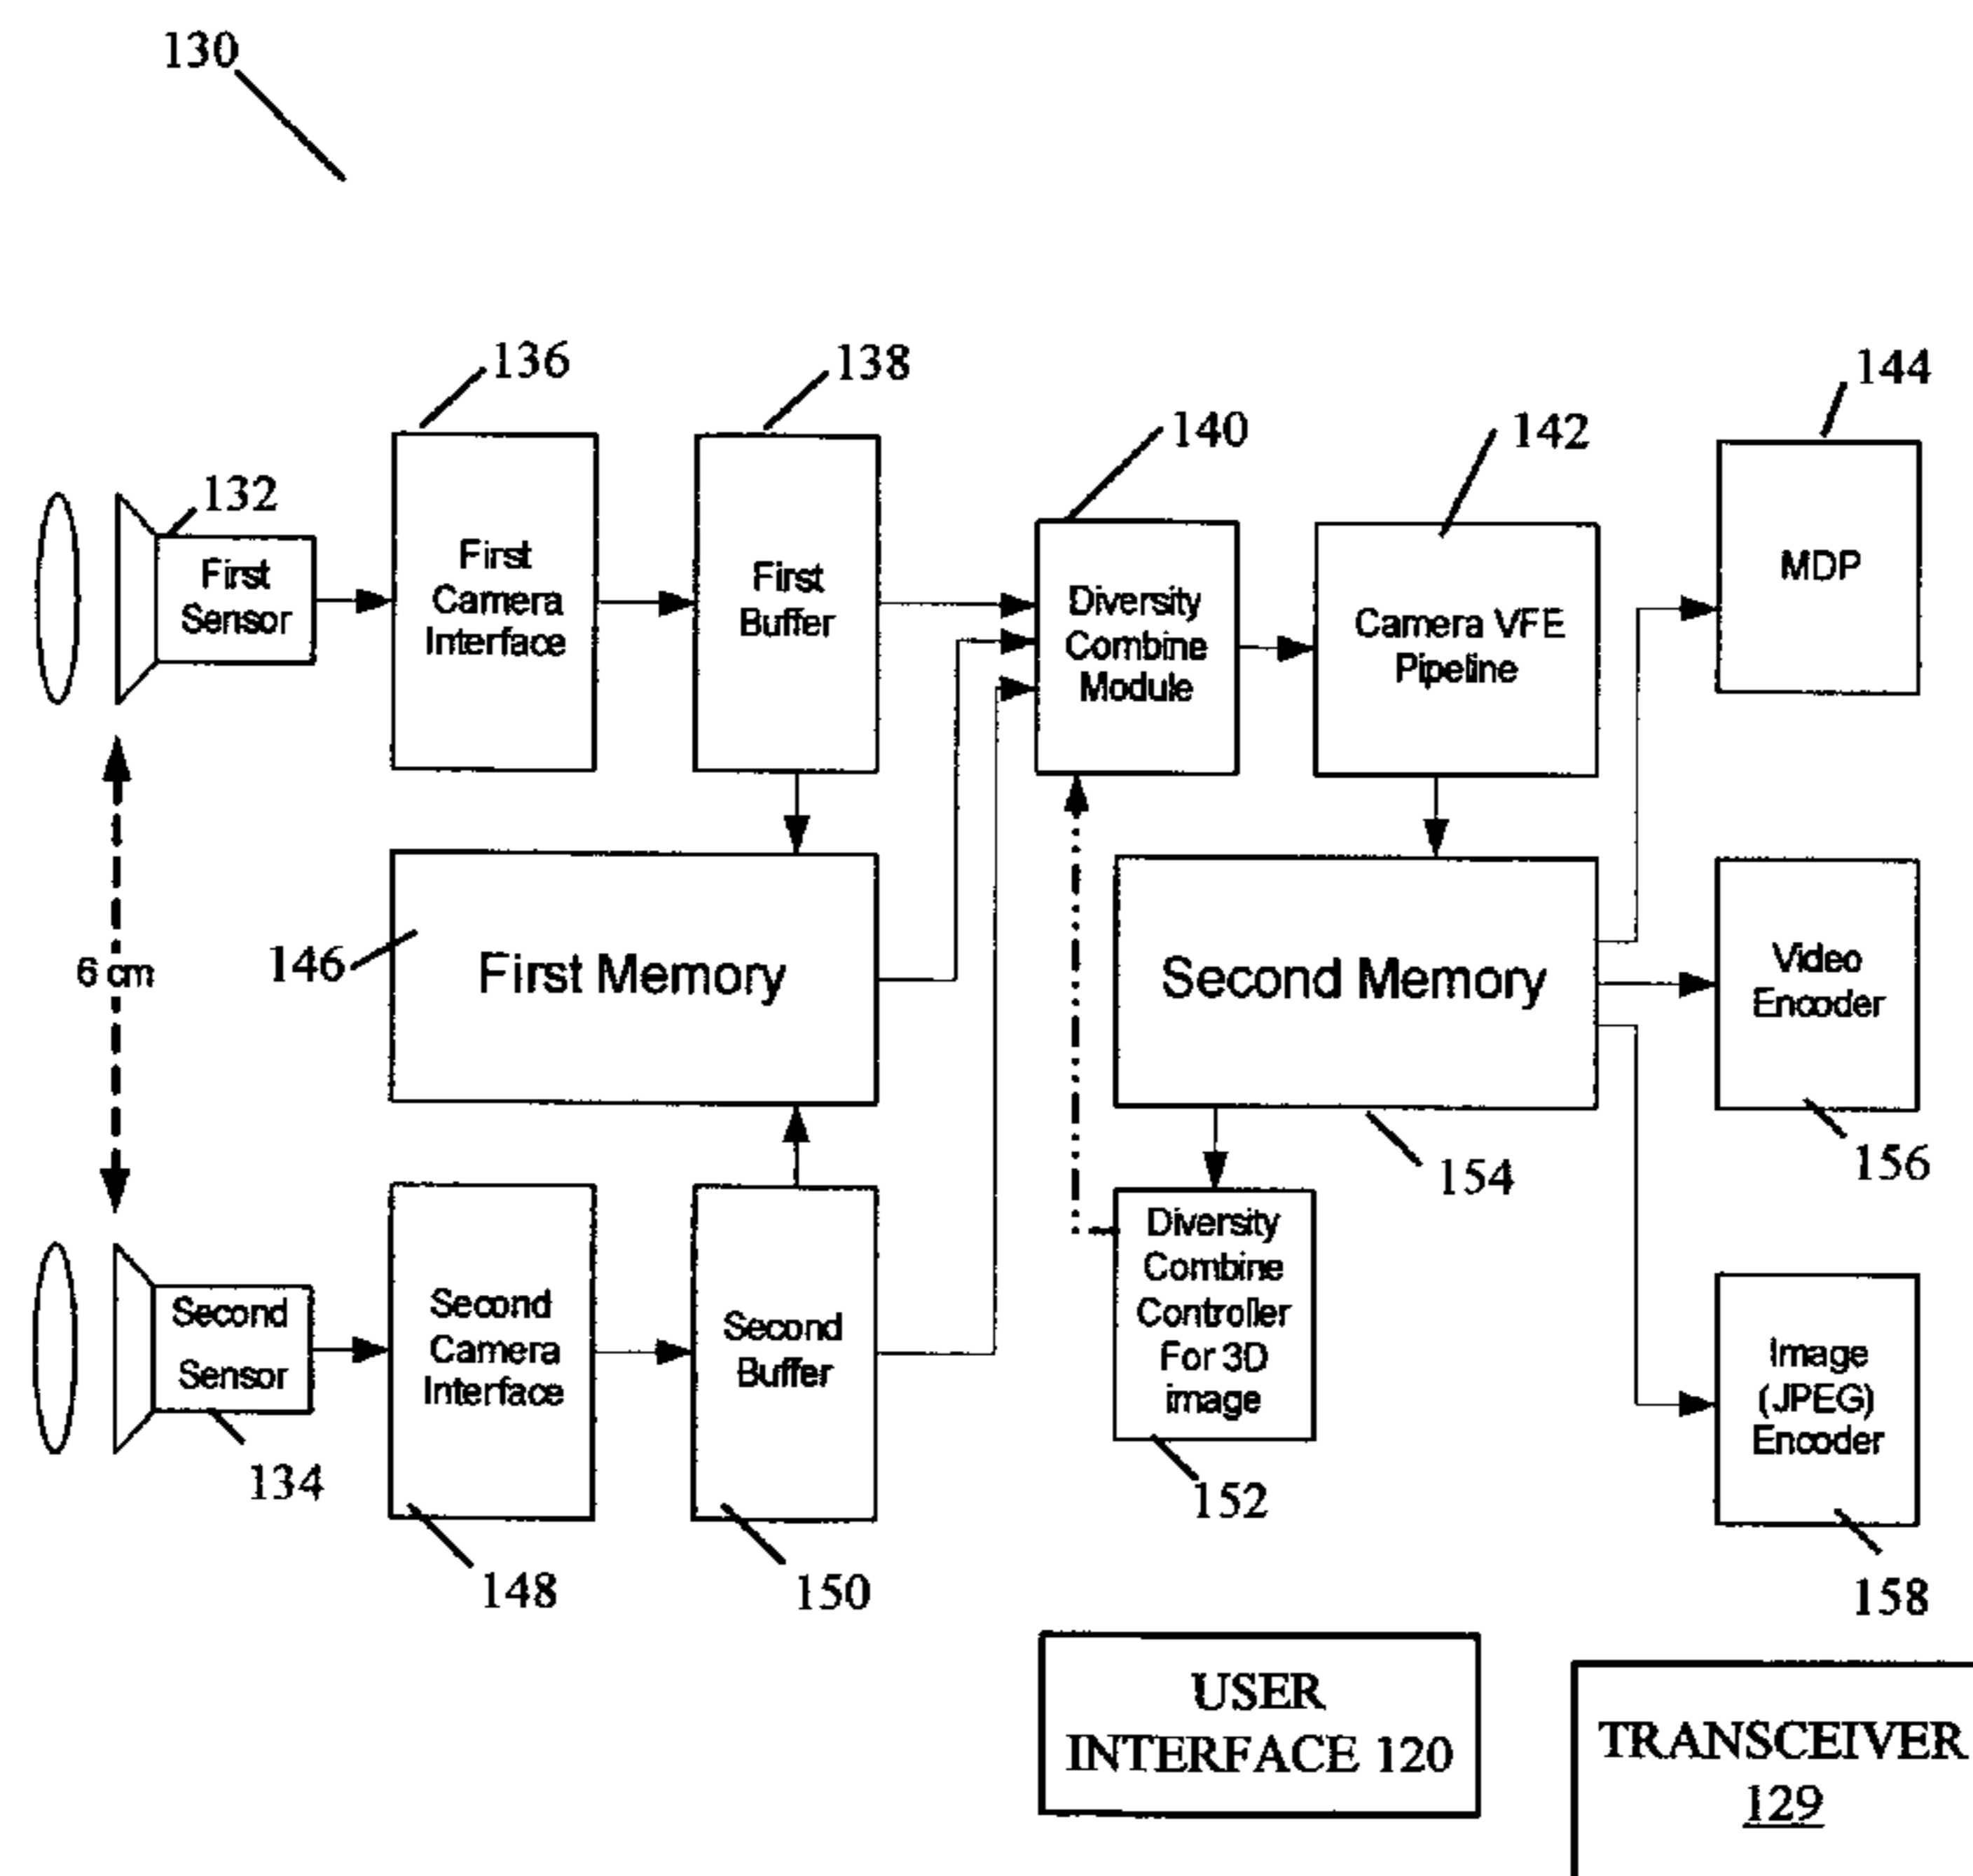 130
136
138
140
142
144
132
First
Sensor
First
Camera
Interface
First
Buffer
Diversity
Combine
Module
Camera VFE
Pipeline
MDP
6 cm
146
First Memory
Second Memory
Video
Encoder
154
156
Second
Sensor
134
Second
Camera
Interface
148
Second
Buffer
150
Diversity
Combine
Controller
For 3D
image
152
Image
(JPEG)
Encoder
158
USER
INTERFACE 120
TRANSCEIVER
129